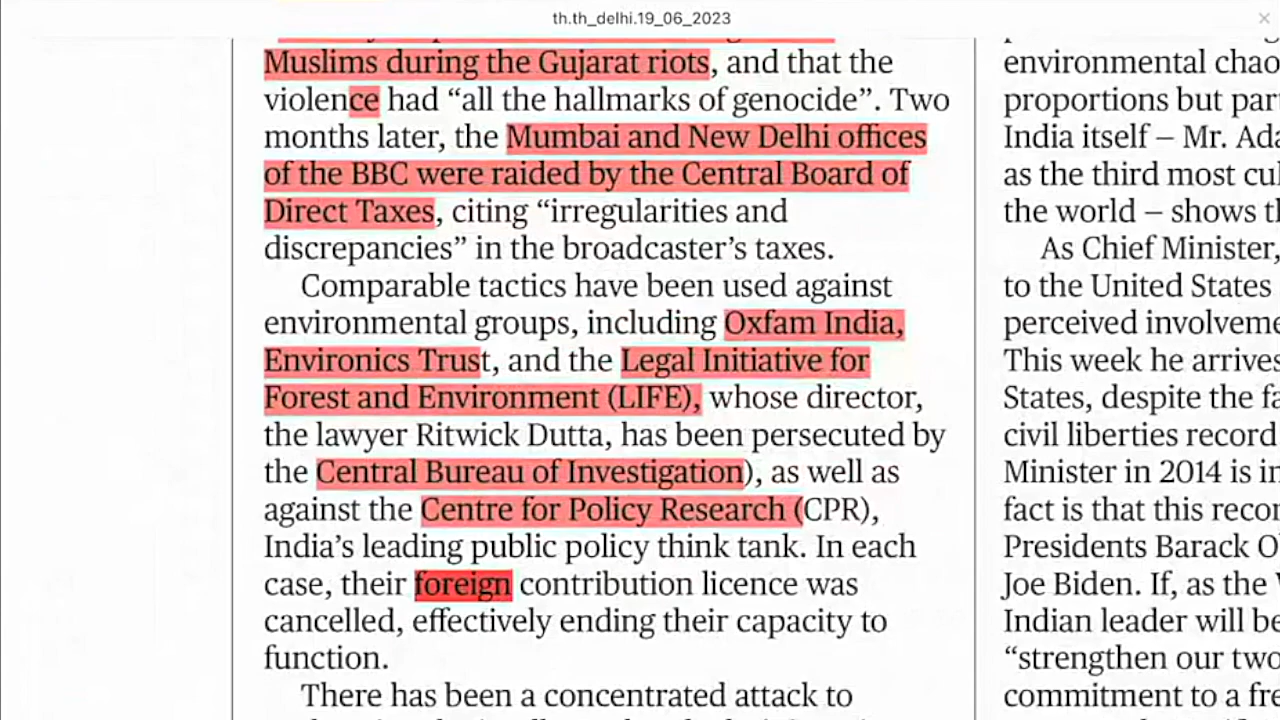 th.th_delhi.19_06_2023
Muslims during the Gujarat riots, and that the
violence had “all the hallmarks of genocide”. Two
months later, the Mumbai and New Delhi offices
of the BBC were raided by the Central Board of
Direct Taxes, citing “irregularities and
discrepancies” in the broadcaster’s taxes.
Comparable tactics have been used against
environmental groups, including Oxfam India,
Environics Trust, and the Legal Initiative for
Forest and Environment (LIFE), whose director,
the lawyer Ritwick Dutta, has been persecuted by
the Central Bureau of Investigation), as well as
against the Centre for Policy Research (CPR),
India’s leading public policy think tank. In each
case, their foreign contribution licence was
cancelled, effectively ending their capacity to
function.
There has been a concentrated attack to
environmental chao
proportions but par
India itself — Mr. Ada
as the third most cul
the world — shows th
As Chief Minister,
to the United States
perceived involveme
This week he arrives
States, despite the fa
civil liberties record
Minister in 2014 is in
fact is that this recor
Presidents Barack O
Joe Biden. If, as the
Indian leader will be
“strengthen our two
commitment to a fre